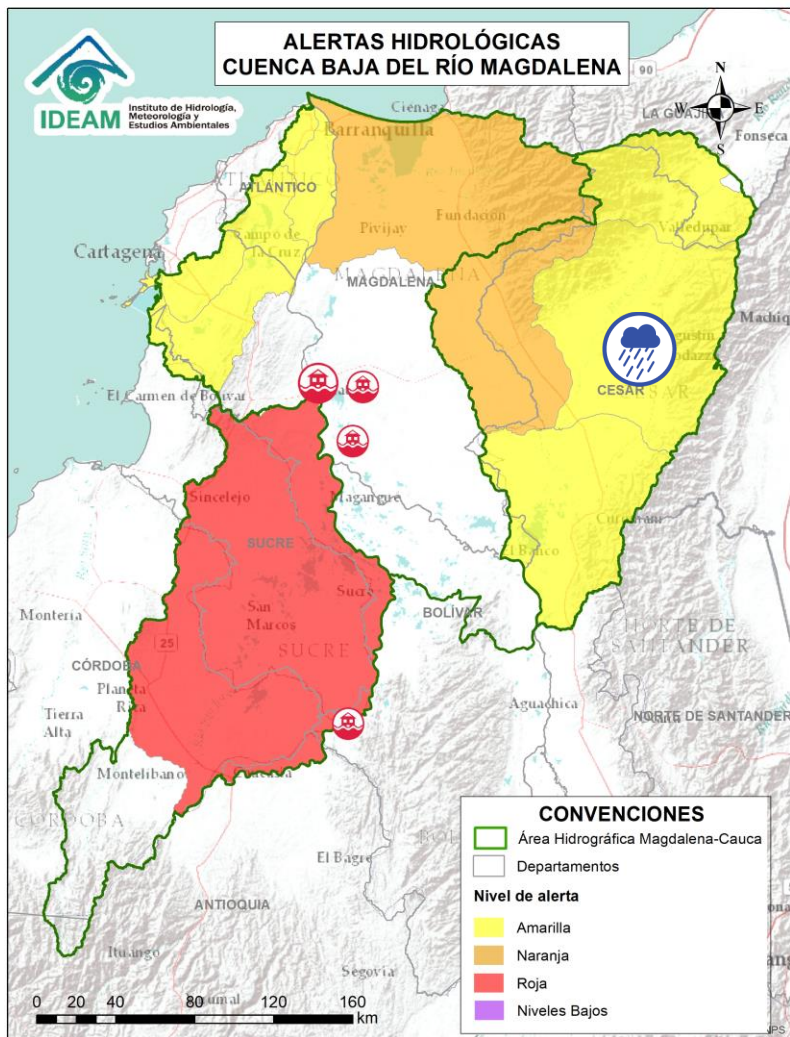 ALERTAS HIDROLÓGICAS
CUENCA BAJA DEL RÍO MAGDALENA
IDEAM
Instituto de Hidrología,
Meteorología y
Estudios Ambientales
N
W
E
S
90
Ciénaga
LA GUAJIRA
Fonseca
Barranquilla
ATLÁNTICO
Valledupar
Pivijay
Fundación
Campo de
la Cruz
Cartagena
MAGDALENA
MAGDALENA
CESAR
El Carmen de Bolívar
Magangué
Sincelejo
SUCRE
Sucre
El Banco
BOLÍVAR
San
Marcos
SUCRE
Montería
25
CÓRDOBA
Planeta
Rica
Tierra
Alta
NORTE DE
SANTANDER
Aguachica
NORTE DE SANTANDER
Montelíbano
CÓRDOBA
El Bagre
ANTIOQUIA
Ituango
Segovia
0 20 40 80 120 160
km
CONVENCIONES
Área Hidrográfica Magdalena-Cauca
Departamentos
Nivel de alerta
Amarilla
Naranja
Roja
Niveles Bajos